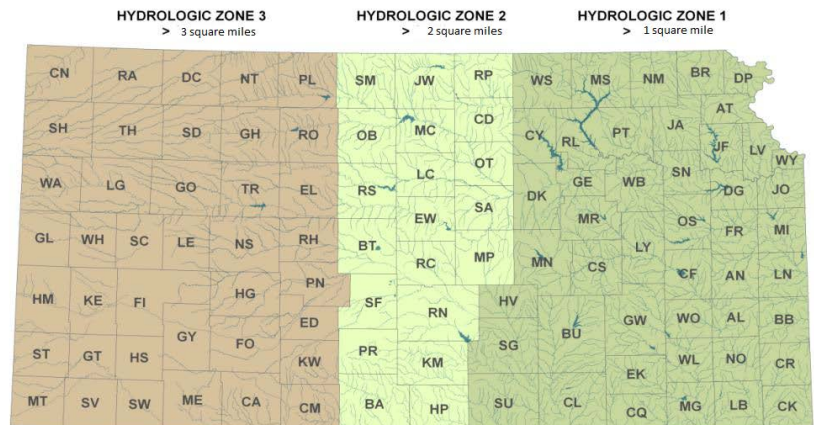 HYDROLOGIC ZONE 3 HYDROLOGIC ZONE 2 HYDROLOGIC ZONE 1
> 3 square miles > 2 square miles > 1 square mile
CN RA DC NT PL SM JW RP WS MS NM BR DP
SH TH SD GH RO OB MC CD CY RL PT JA AT
JF LV WY
WA LG GO TR EL RS LC OT DK GE WB SN DG JO
EW SA MR OS
GL WH SC LE NS RH BT RC MP MN CS LY FR MI
HM KE FI HG PN SF RN HV CF AN LN
GY ED BU GW WO AL BB
ST GT HS FO KW PR KM SG EK WL NO CR
MT SV SW ME CA CM BA HP SU CL CQ MG LB CK